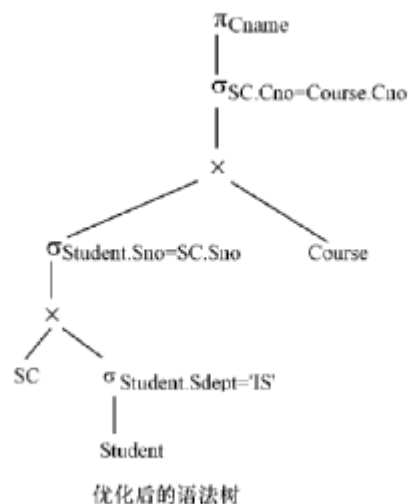 πCname
σSC.Cno=Course.Cno
×
σStudent.Sno=SC.Sno
Course
×
SC
σ Student.Sdept='IS'
Student
优化后的语法树